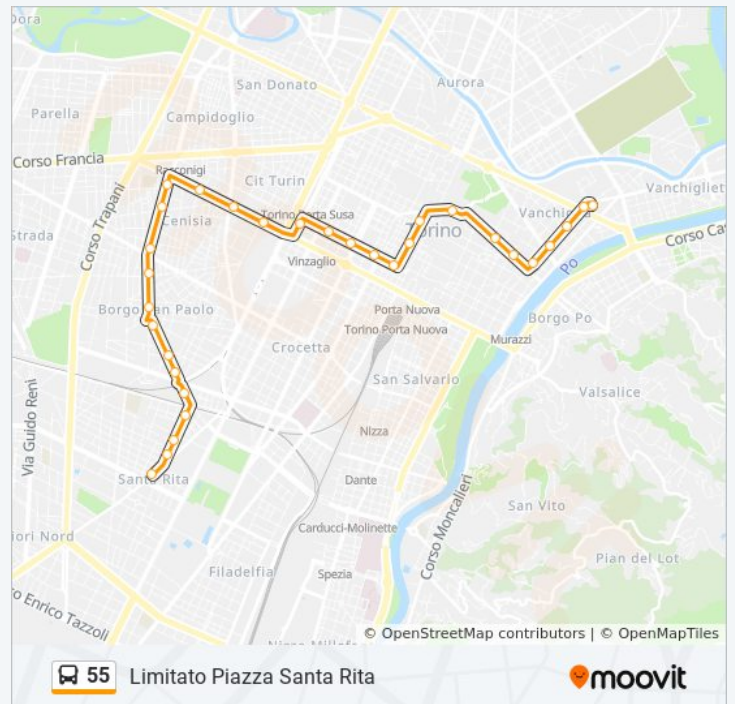 Dora
San Donato
Aurora
Parella
Campidoglio
Corso Francia
Racconigi
Cit Turin
Vanchiglia
Vanchigliett
Corso Trapani
Strada
Cenisia
Torino Porta Susa
Torino
Corso Ca
Vinzaglio
Po
Borgo San Paolo
Porta Nuova
Torino Porta Nuova
Borgo Po
Murazzi
Crocetta
San Salvario
Valsalice
Via Guido Reni
Nizza
Santa Rita
Dante
Corso Moncalieri
San Vito
iori Nord
Carducci-Molinette
Pian del Lot
Filadelfia
Spezia
o Enrico Tazzoli
© OpenStreetMap contributors | © OpenMapTiles
55 Limitato Piazza Santa Rita
moovit